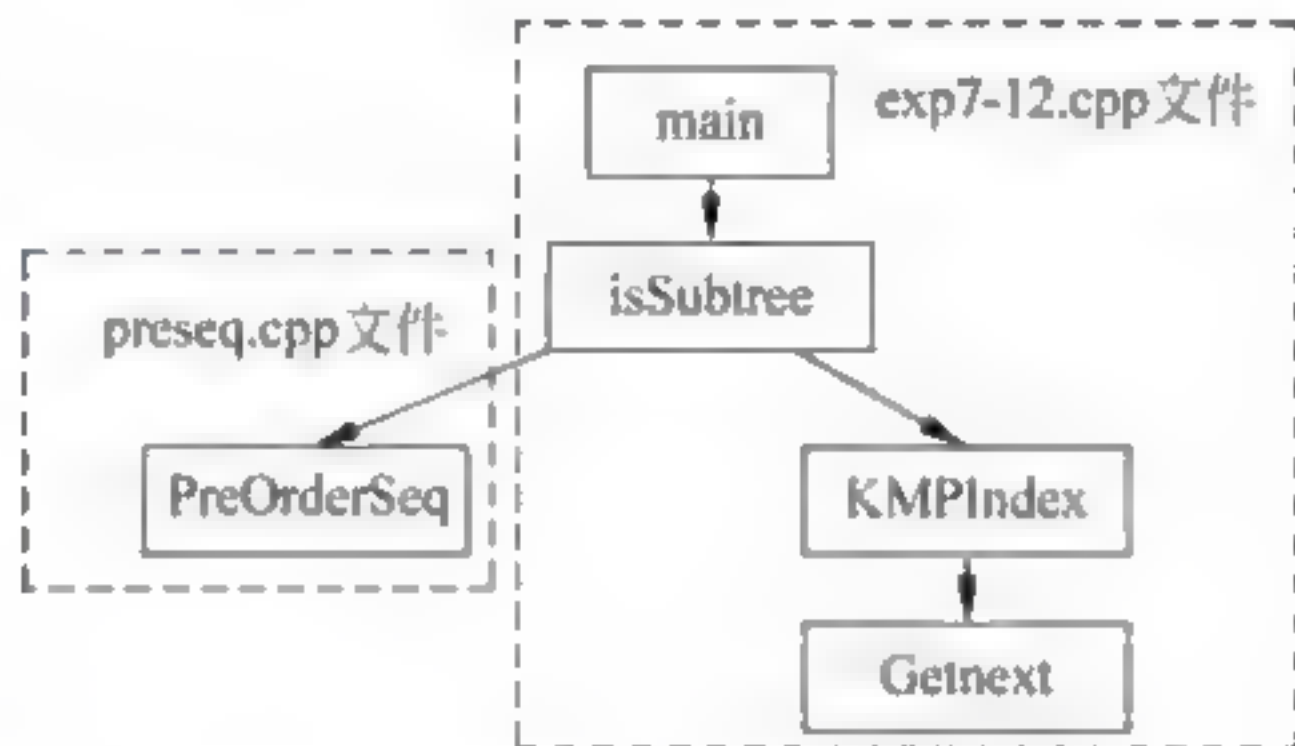 main
exp7-12.cpp文件
isSubtree
preseq.cpp文件
PreOrderSeq
KMPIndex
Getnext